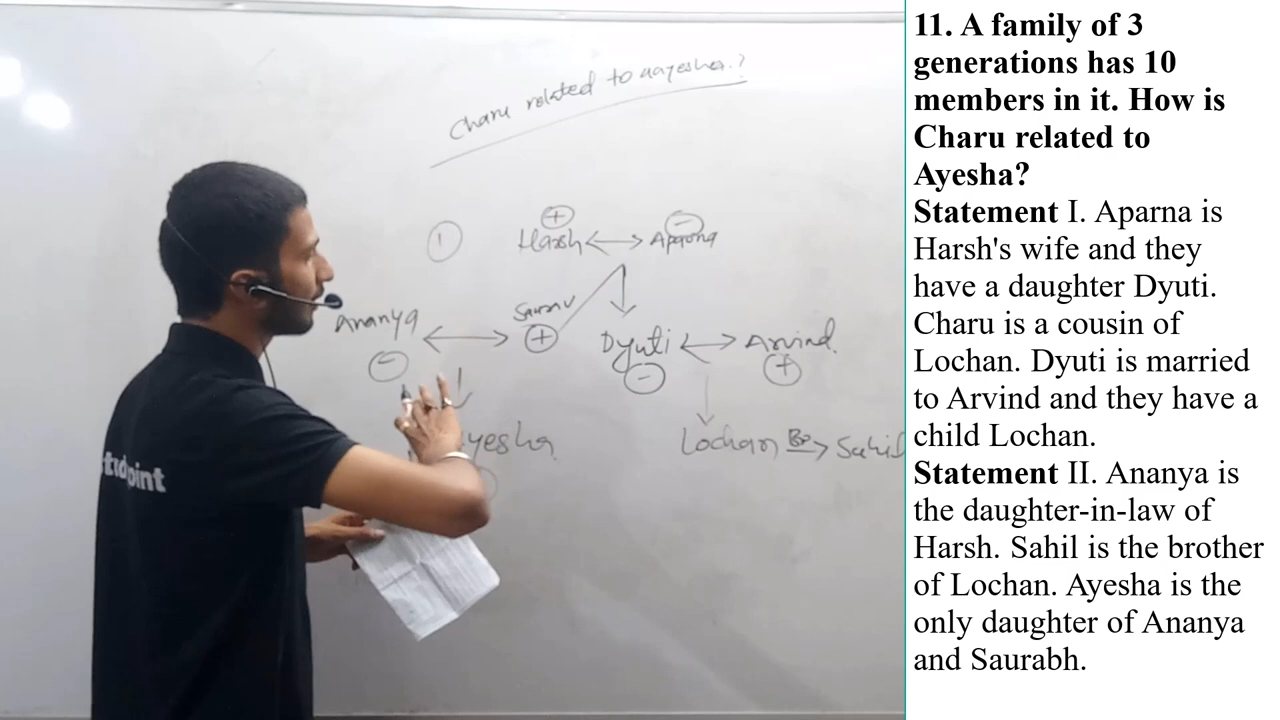 Charu related to aayesha.?
1
+
-
Harsh Aparna
Ananya
Saurav
+
Dyuti Arvind
-
-
+
yesha
Lochan Bro Sahil
point
11. A family of 3
generations has 10
members in it. How is
Charu related to
Ayesha?
Statement I. Aparna is
Harsh's wife and they
have a daughter Dyuti.
Charu is a cousin of
Lochan. Dyuti is married
to Arvind and they have a
child Lochan.
Statement II. Ananya is
the daughter-in-law of
Harsh. Sahil is the brother
of Lochan. Ayesha is the
only daughter of Ananya
and Saurabh.